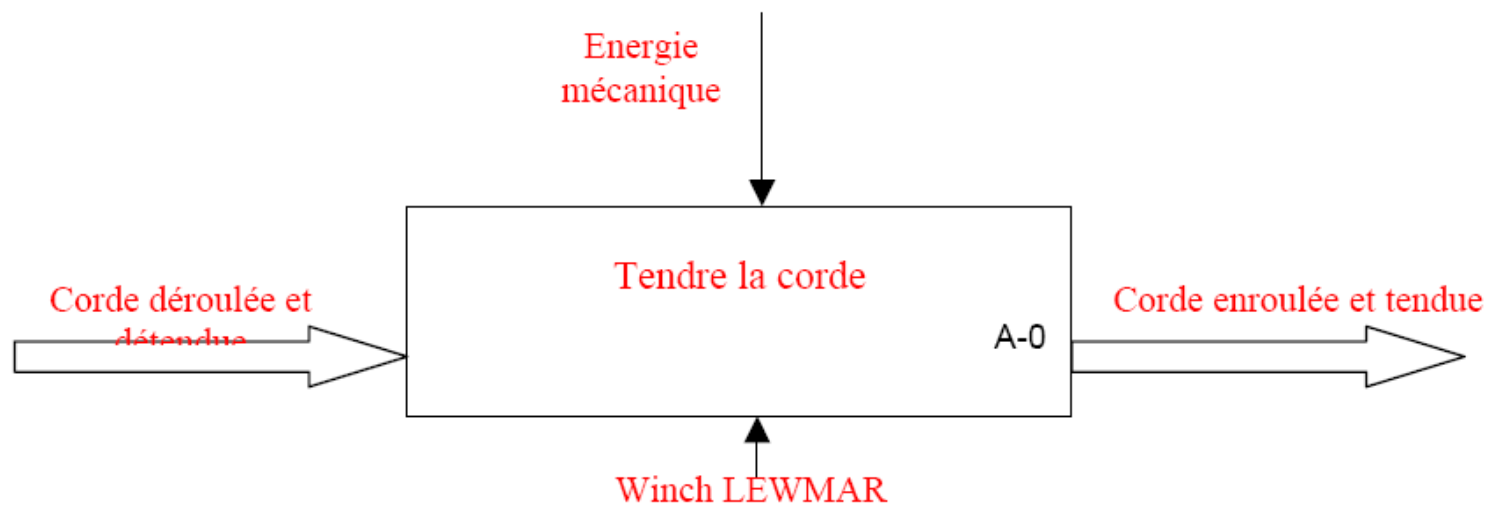 Energie
mécanique
Tendre la corde
Corde déroulée et
détendue
Corde enroulée et tendue
A-0
Winch LEWMAR